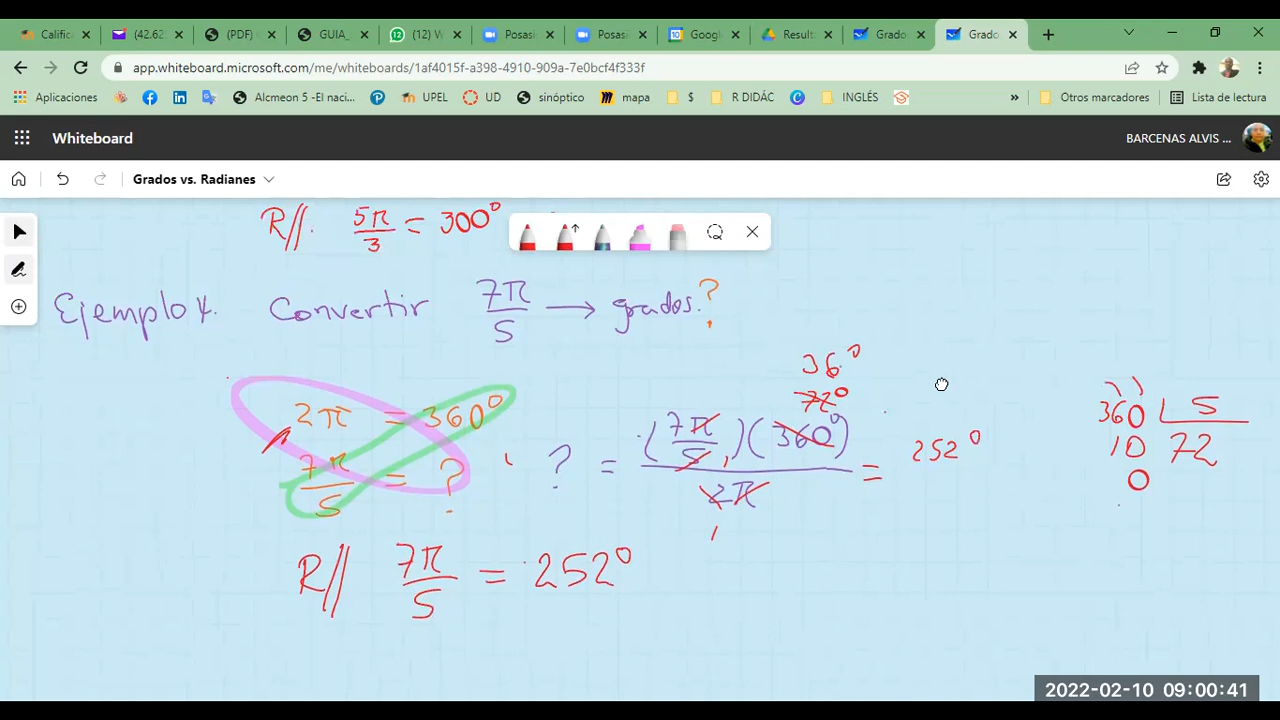 Calific
(42.62
(PDF) (
GUIA_
(12) W
Posasi
Posasi
Google
Result
Grado
Grado
app.whiteboard.microsoft.com/me/whiteboards/1af4015f-a398-4910-909a-7e0bcf4f333f
Aplicaciones
Alcmeon 5 -El naci...
UPEL
UD
sinóptico
mapa
$
R DIDÁC
INGLÉS
»
Otros marcadores
Lista de lectura
Whiteboard
BARCENAS ALVIS ...
Grados vs. Radianes
R//. 5π/3 = 300°
Ejemplo 4. Convertir 7π/5 → grados.?
2π = 360°
7π/5 = ?
36°
72°
? = (7π/5)(360°)/2π = 252°
1
1
360 | 5
10 72
0
R// 7π/5 = 252°
2022-02-10 09:00:41